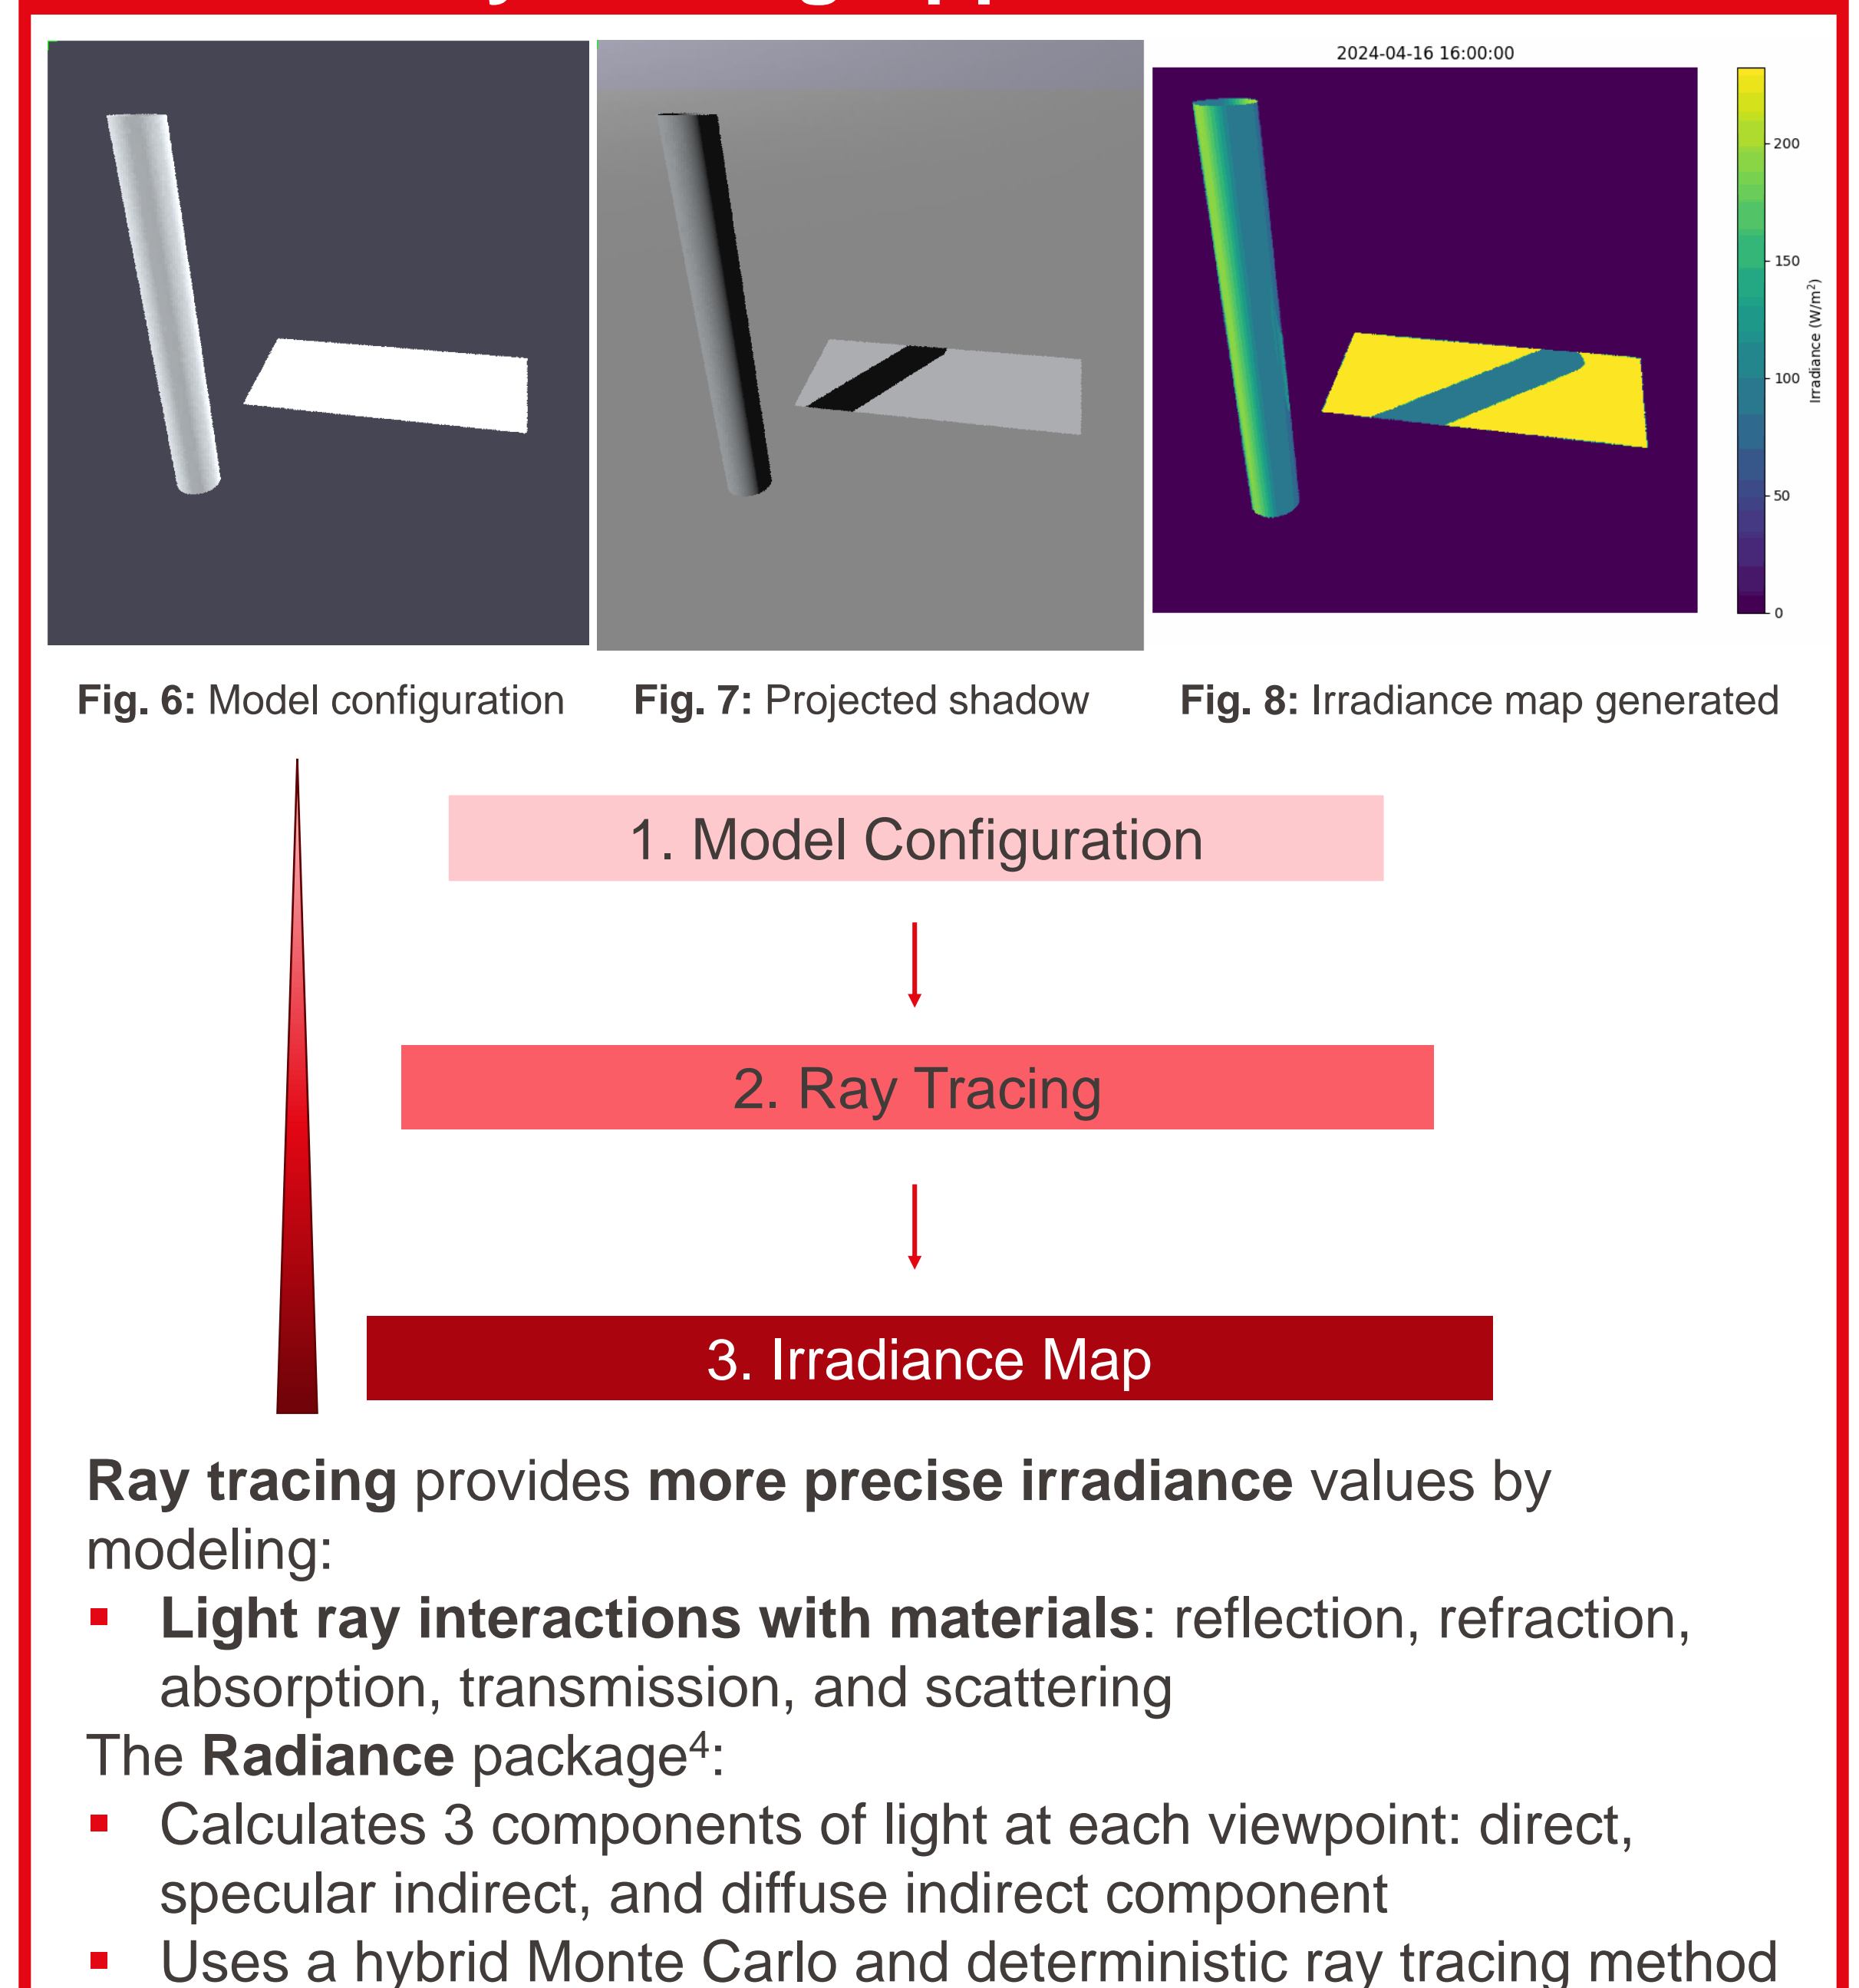 2024-04-16 16:00:00
200
150
100
50
0
Irradiance (W/m²)
Fig. 6: Model configuration
Fig. 7: Projected shadow
Fig. 8: Irradiance map generated
1. Model Configuration
2. Ray Tracing
3. Irradiance Map
Ray tracing provides more precise irradiance values by
modeling:
▪ Light ray interactions with materials: reflection, refraction,
absorption, transmission, and scattering
The Radiance package⁴:
▪ Calculates 3 components of light at each viewpoint: direct,
specular indirect, and diffuse indirect component
▪ Uses a hybrid Monte Carlo and deterministic ray tracing method